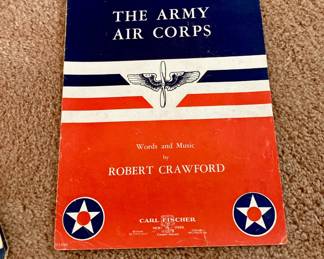 THE ARMY
AIR CORPS
Words and Music
by
ROBERT CRAWFORD
CARL FISCHER